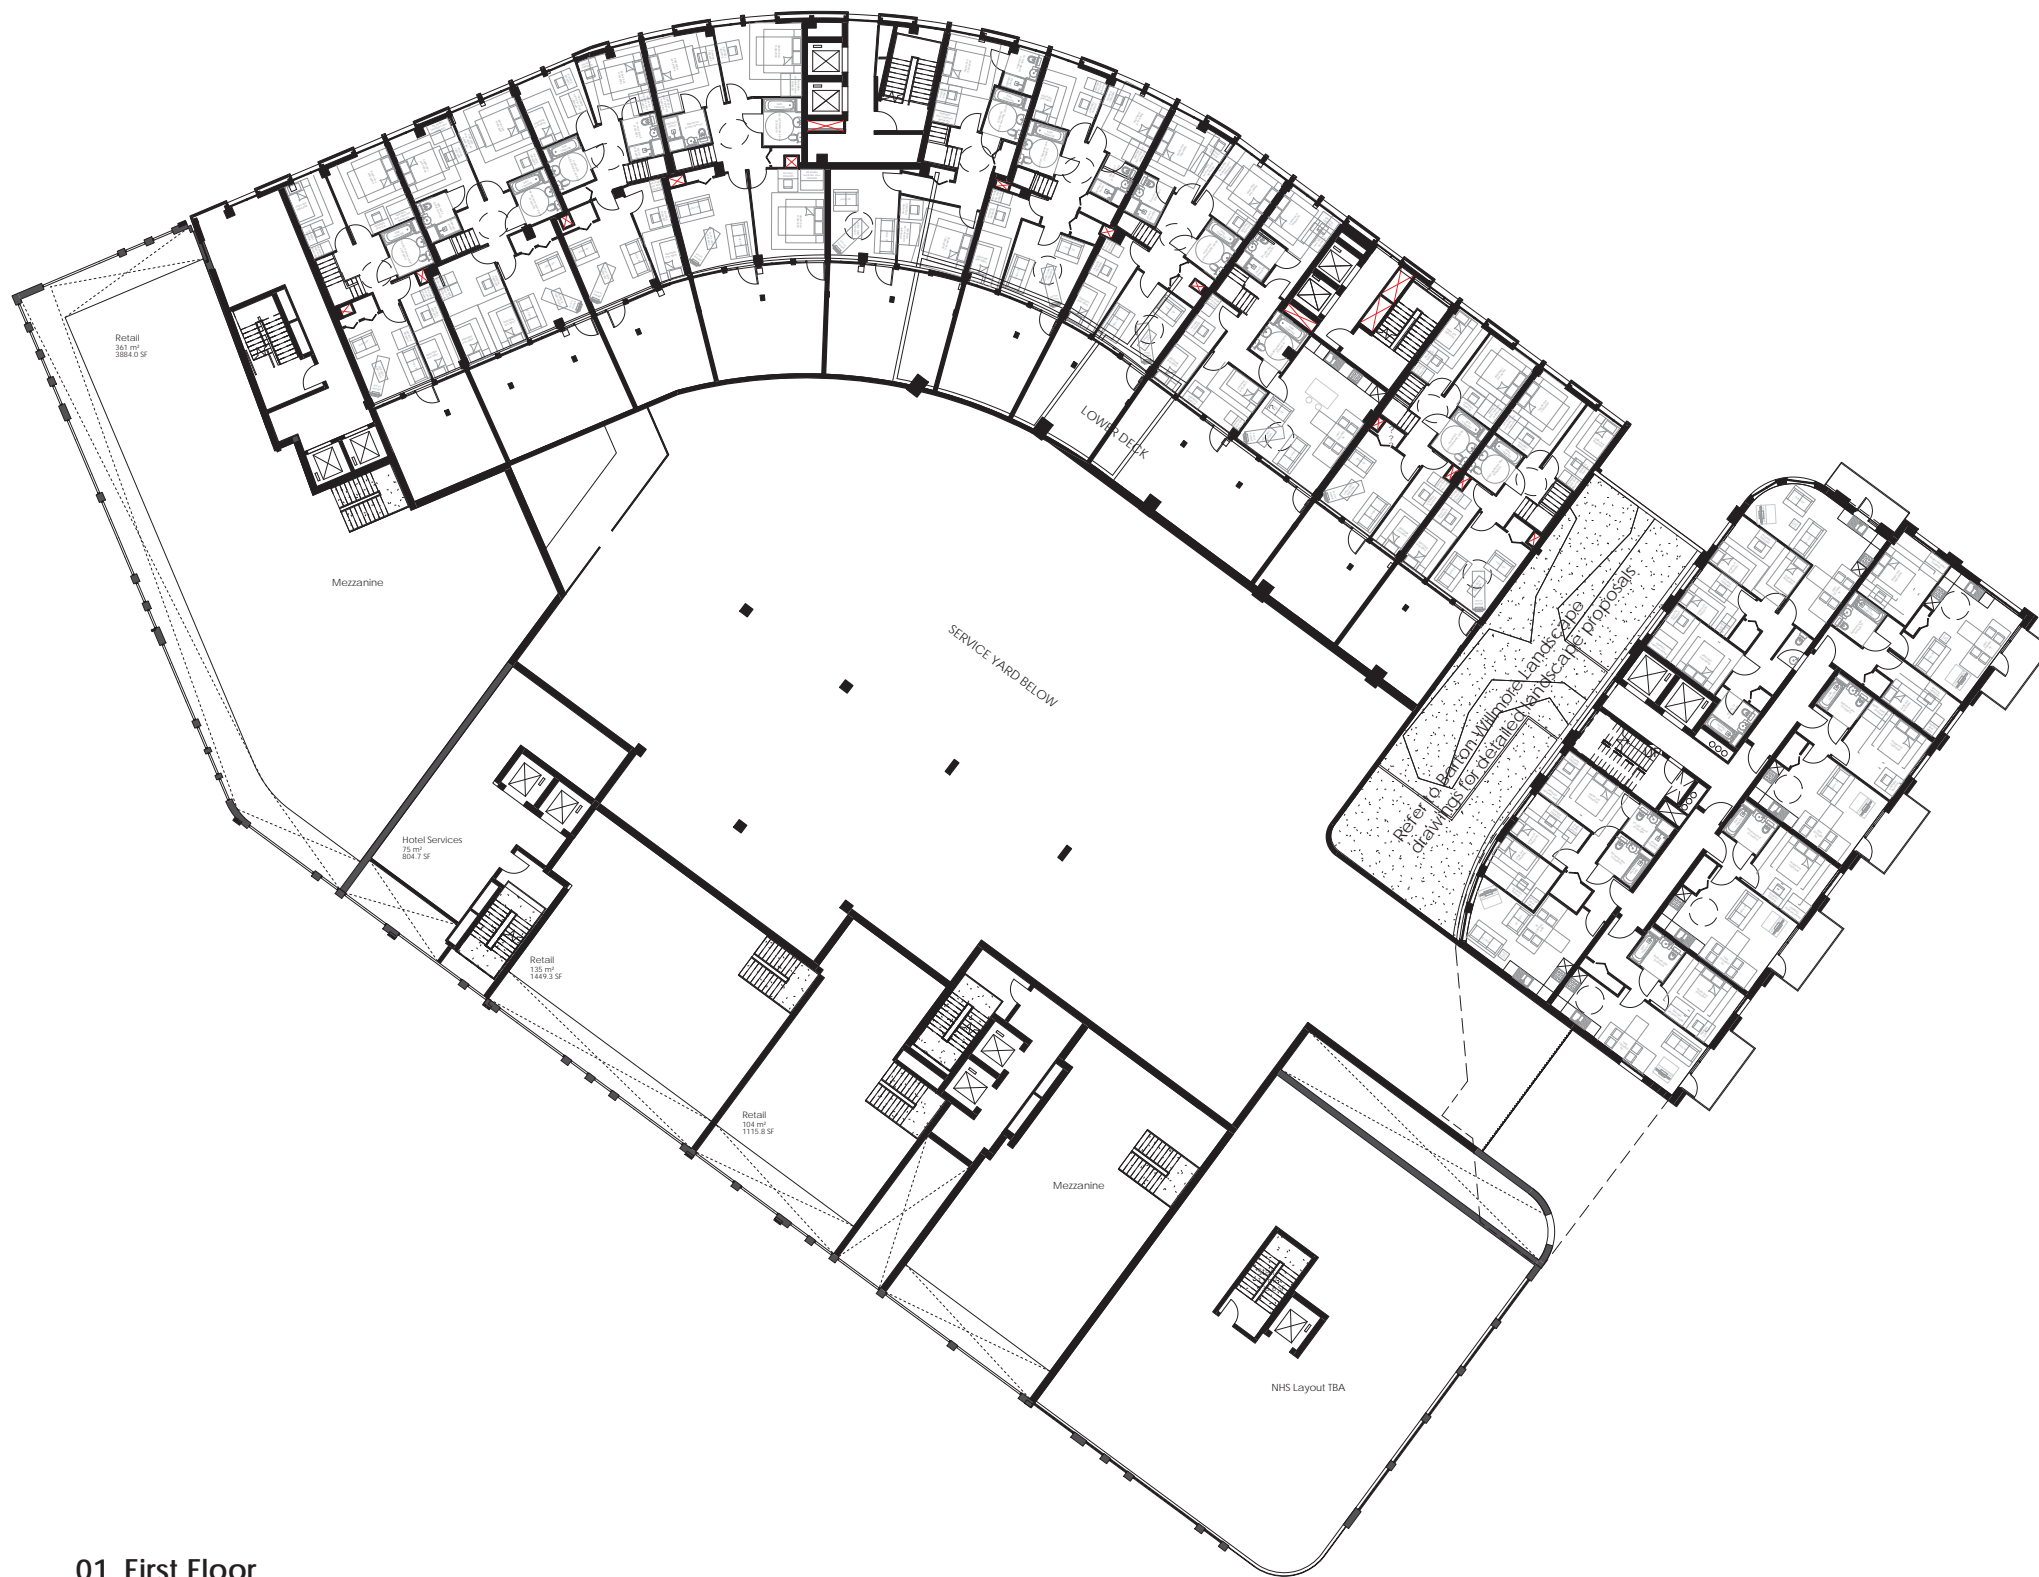 Retail
361 m²
3884.0 SF
LOWER DECK
Mezzanine
SERVICE YARD BELOW
Refer to Barton Willmore Landscape
drawings for detailed landscape proposals
Hotel Services
75 m²
804.7 SF
Retail
135 m²
1449.3 SF
Retail
104 m²
1115.8 SF
Mezzanine
NHS Layout TBA
01 First Floor